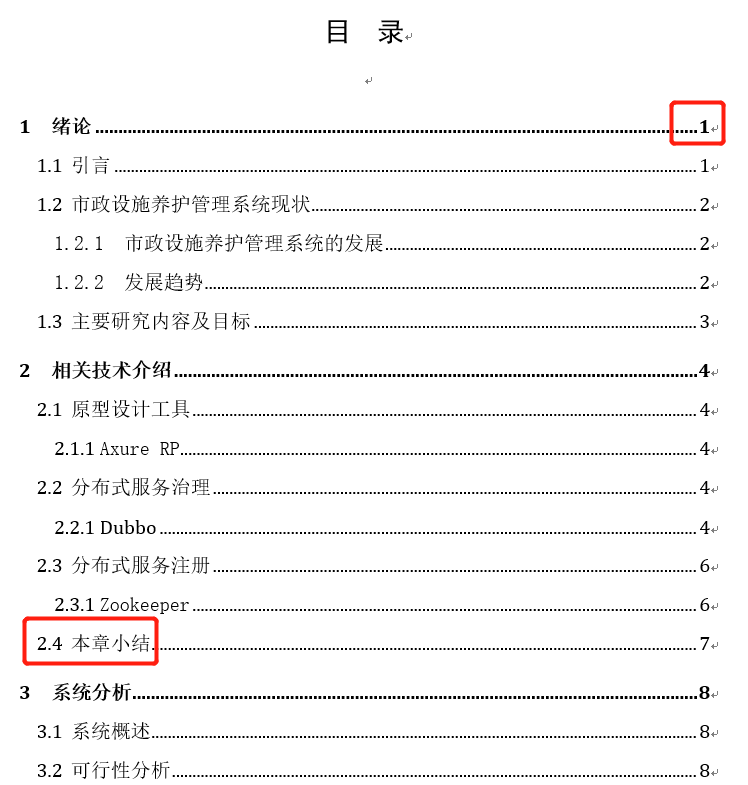 目 录
1 绪论 1
1.1 引言 1
1.2 市政设施养护管理系统现状 2
1.2.1 市政设施养护管理系统的发展 2
1.2.2 发展趋势 2
1.3 主要研究内容及目标 3
2 相关技术介绍 4
2.1 原型设计工具 4
2.1.1 Axure RP 4
2.2 分布式服务治理 4
2.2.1 Dubbo 4
2.3 分布式服务注册 6
2.3.1 Zookeeper 6
2.4 本章小结 7
3 系统分析 8
3.1 系统概述 8
3.2 可行性分析 8